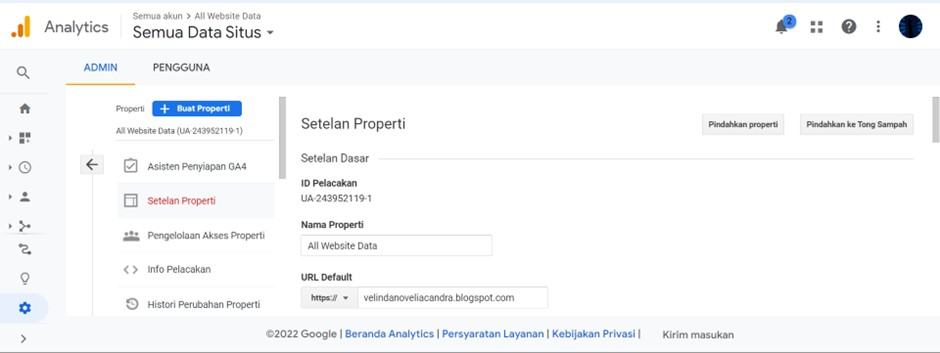 Analytics
Semua akun > All Website Data
Semua Data Situs
2
ADMIN PENGGUNA
Properti + Buat Properti
All Website Data (UA-243952119-1)
Asisten Penyiapan GA4
Setelan Properti
Pengelolaan Akses Properti
Info Pelacakan
Histori Perubahan Properti
Setelan Properti
Pindahkan properti Pindahkan ke Tong Sampah
Setelan Dasar
ID Pelacakan
UA-243952119-1
Nama Properti
All Website Data
URL Default
https:// velindanoveliacandra.blogspot.com
©2022 Google | Beranda Analytics | Persyaratan Layanan | Kebijakan Privasi | Kirim masukan